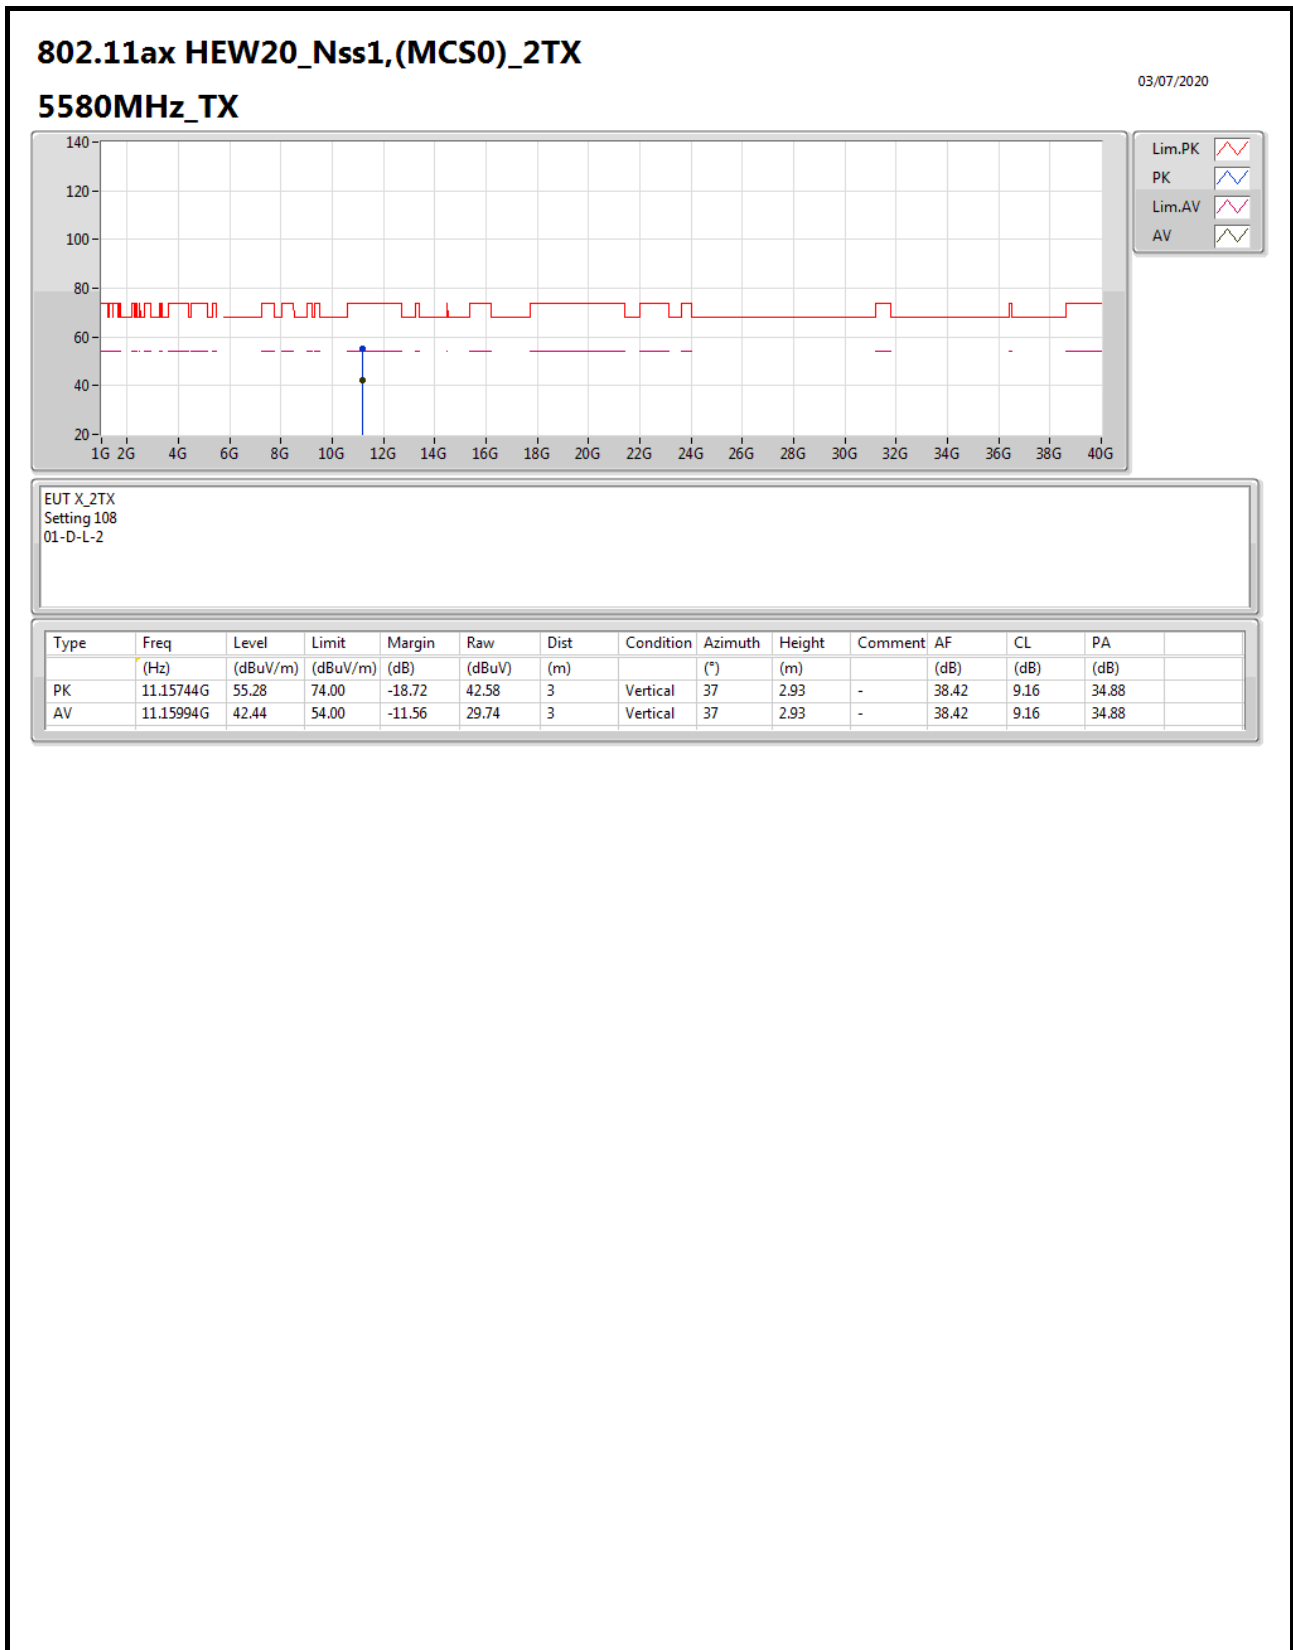 802.11ax HEW20_Nss1,(MCS0)_2TX
03/07/2020
5580MHz_TX
140
120
100
80
60
40
20
1G 2G 4G 6G 8G 10G 12G 14G 16G 18G 20G 22G 24G 26G 28G 30G 32G 34G 36G 38G 40G
Lim.PK
PK
Lim.AV
AV
EUT X_2TX
Setting 108
01-D-L-2
Type Freq Level Limit Margin Raw Dist Condition Azimuth Height Comment AF CL PA
(Hz) (dBuV/m) (dBuV/m) (dB) (dBuV) (m) (°) (m) (dB) (dB) (dB)
PK 11.15744G 55.28 74.00 -18.72 42.58 3 Vertical 37 2.93 - 38.42 9.16 34.88
AV 11.15994G 42.44 54.00 -11.56 29.74 3 Vertical 37 2.93 - 38.42 9.16 34.88